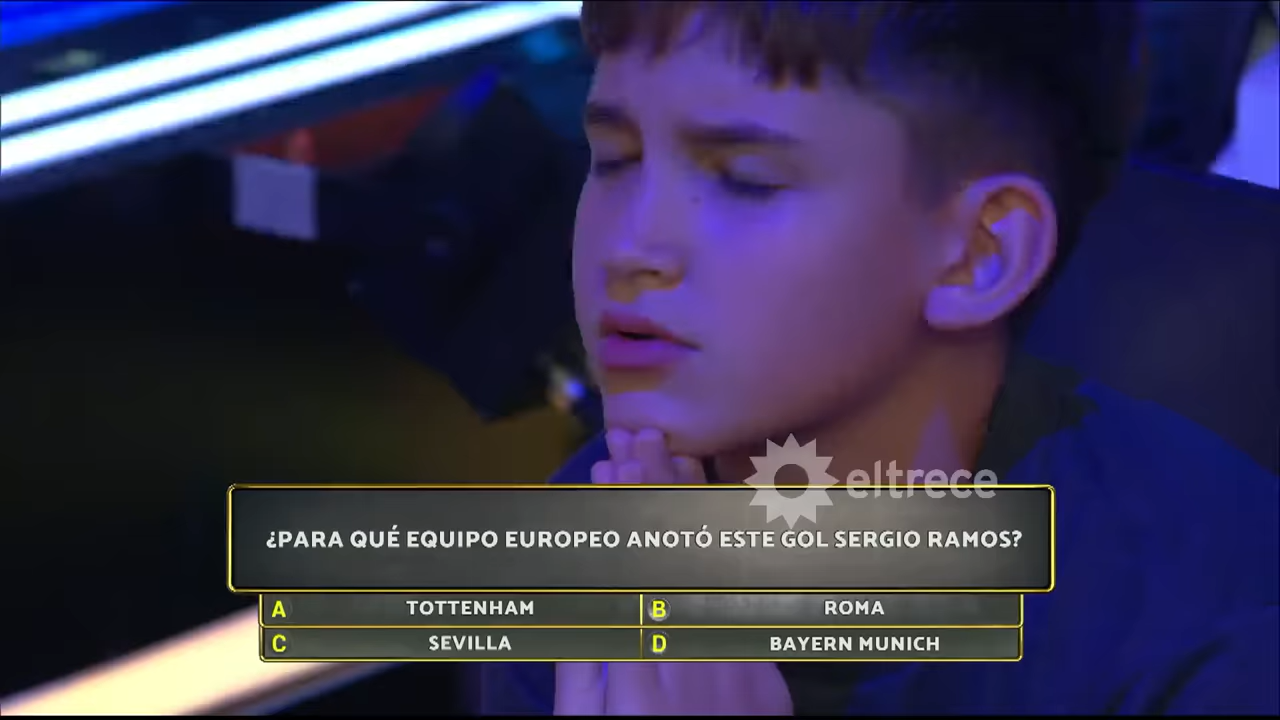 eltrece
¿PARA QUÉ EQUIPO EUROPEO ANOTÓ ESTE GOL SERGIO RAMOS?
A TOTTENHAM
B ROMA
C SEVILLA
D BAYERN MUNICH